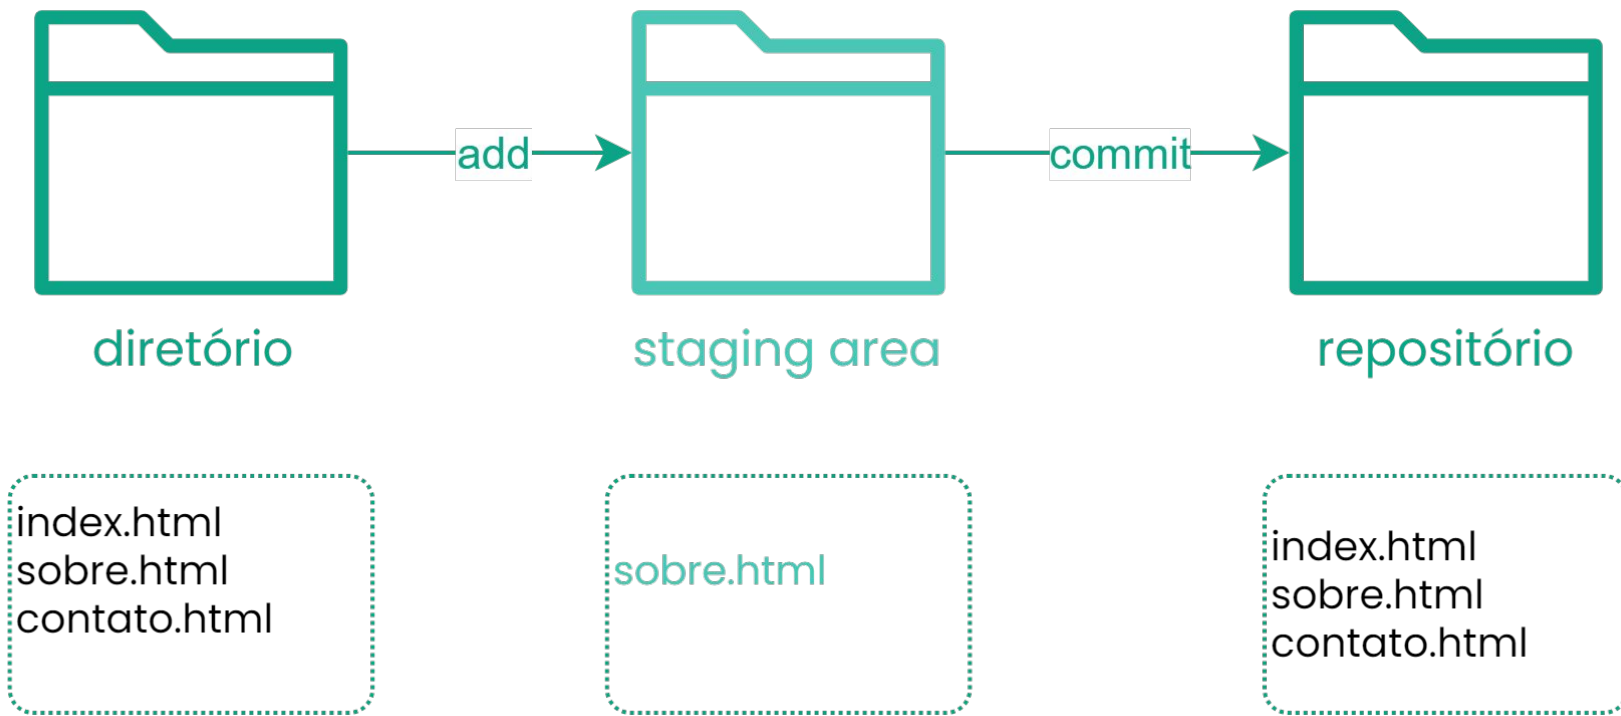 add
commit
diretório
staging area
repositório
index.html
sobre.html
contato.html
sobre.html
index.html
sobre.html
contato.html